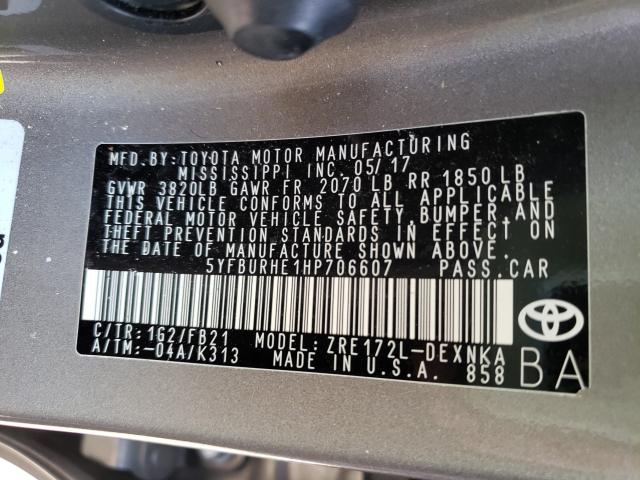 MFD.BY:TOYOTA MOTOR MANUFACTURING
MISSISSIPPI INC. 05/17
GVWR 3820LB GAWR FR 2070 LB RR 1850 LB
THIS VEHICLE CONFORMS TO ALL APPLICABLE
FEDERAL MOTOR VEHICLE SAFETY,BUMPER,AND
THEFT PREVENTION STANDARDS IN EFFECT ON
THE DATE OF MANUFACTURE SHOWN ABOVE.
5YFBURHE1HP706607 PASS.CAR
C/TR:1G2/FB21 MODEL:ZRE172L-DEXNKA
A/TM:-04A/K313 MADE IN U.S.A. 858
BA